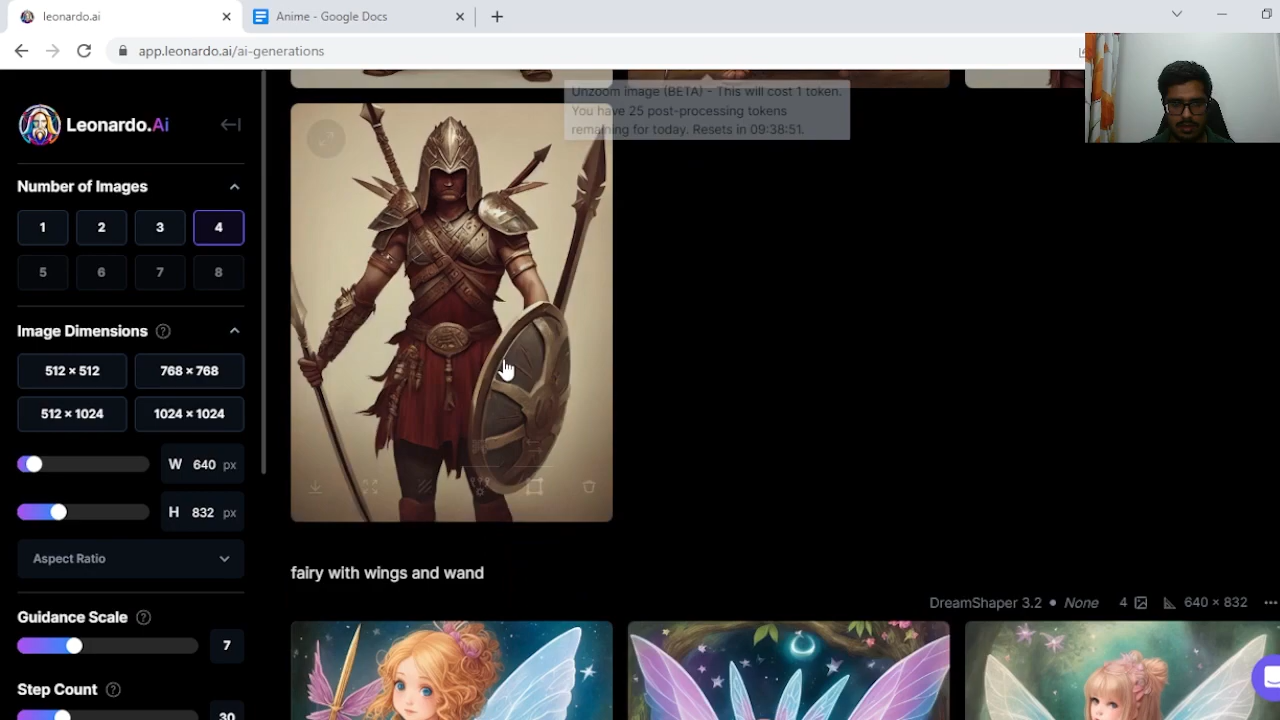 leonardo.ai
Anime - Google Docs
app.leonardo.ai/ai-generations
Leonardo.Ai
Number of Images
1 2 3 4
5 6 7 8
Image Dimensions
512 × 512 768 × 768
512 × 1024 1024 × 1024
W 640 px
H 832 px
Aspect Ratio
Guidance Scale
7
Step Count
30
Unzoom image (BETA) - This will cost 1 token.
You have 25 post-processing tokens
remaining for today. Resets in 09:38:51.
fairy with wings and wand
DreamShaper 3.2 • None 4 640 × 832